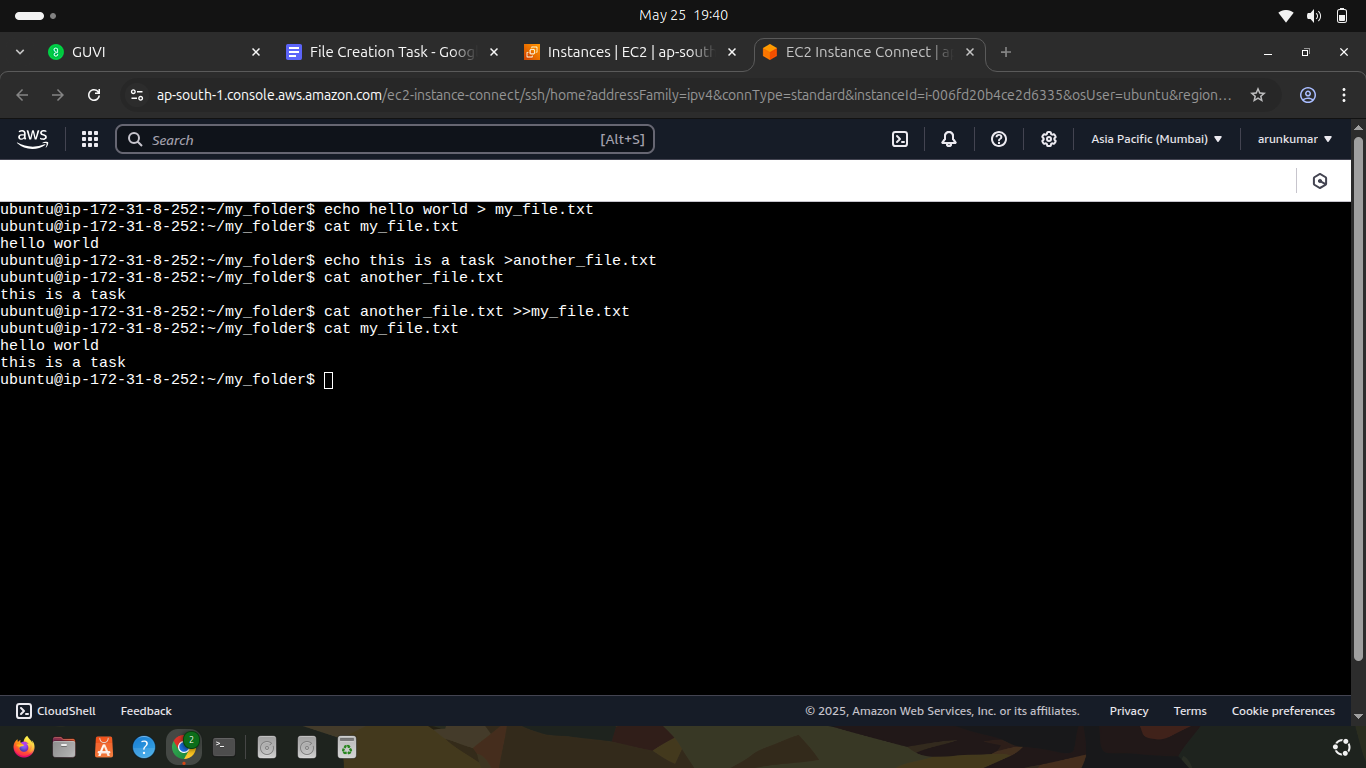 May 25 19:40
GUVI
File Creation Task - Goog
Instances | EC2 | ap-sout
EC2 Instance Connect | a
ap-south-1.console.aws.amazon.com/ec2-instance-connect/ssh/home?addressFamily=ipv4&connType=standard&instanceId=i-006fd20b4ce2d6335&osUser=ubuntu&region...
aws
Search
[Alt+S]
Asia Pacific (Mumbai)
arunkumar
ubuntu@ip-172-31-8-252:~/my_folder$ echo hello world > my_file.txt
ubuntu@ip-172-31-8-252:~/my_folder$ cat my_file.txt
hello world
ubuntu@ip-172-31-8-252:~/my_folder$ echo this is a task >another_file.txt
ubuntu@ip-172-31-8-252:~/my_folder$ cat another_file.txt
this is a task
ubuntu@ip-172-31-8-252:~/my_folder$ cat another_file.txt >>my_file.txt
ubuntu@ip-172-31-8-252:~/my_folder$ cat my_file.txt
hello world
this is a task
ubuntu@ip-172-31-8-252:~/my_folder$
CloudShell
Feedback
© 2025, Amazon Web Services, Inc. or its affiliates.
Privacy
Terms
Cookie preferences
2